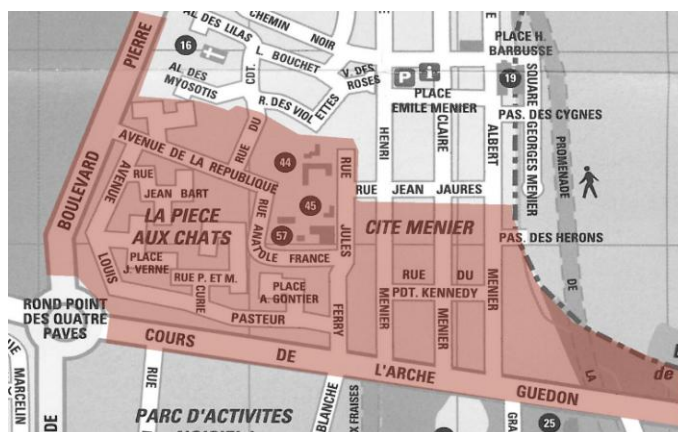 AL DES LILAS
CHEMIN NOIR
16
L. BOUCHET
AL DES
MYOSOTIS
COT.
R. DES VIOLETTES
V. DES
ROSES
P
i
PLACE
EMILE MENIER
PLACE H.
BARBUSSE
19
SQUARE GEORGES MENIER
PAS. DES CYGNES
PROMENADE
DE
LA
PIERRE
BOULEVARD
AVENUE DE LA REPUBLIQUE
RUE DU
44
45
57
RUE
JULES
FERRY
HENRI
MENIER
CLAIRE
MENIER
ALBERT
MENIER
RUE JEAN JAURES
AVENUE
LOUIS
PASTEUR
RUE
JEAN BART
LA PIECE
AUX CHATS
CITE MENIER
PAS. DES HERONS
RUE ANATOLE FRANCE
PLACE
J. VERNE
RUE P. ET M.
CURIE
PLACE
A. GONTIER
RUE DU
PDT. KENNEDY
ROND POINT
DES QUATRE
PAVES
COURS DE L'ARCHE GUEDON
de
RUE
MARCELIN
DE
RUE
BLANCHE
X FRAISES
GRA
25
PARC D'ACTIVITES